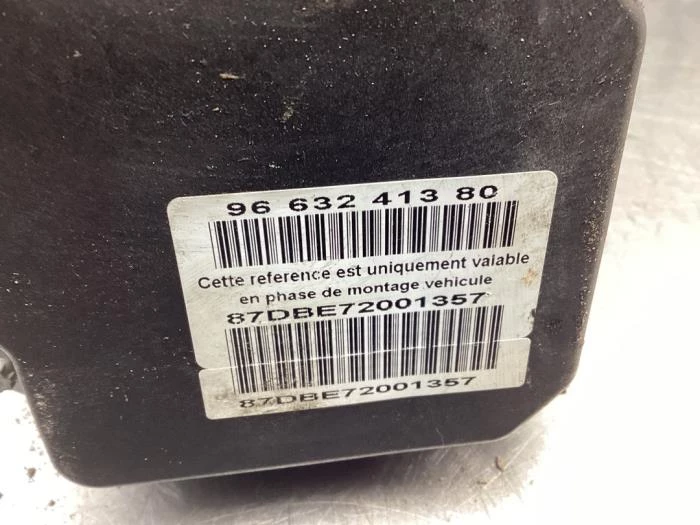 96 632 413 80
Cette reference est uniquement valable
en phase de montage vehicule
87DBE72001357
87DBE72001357